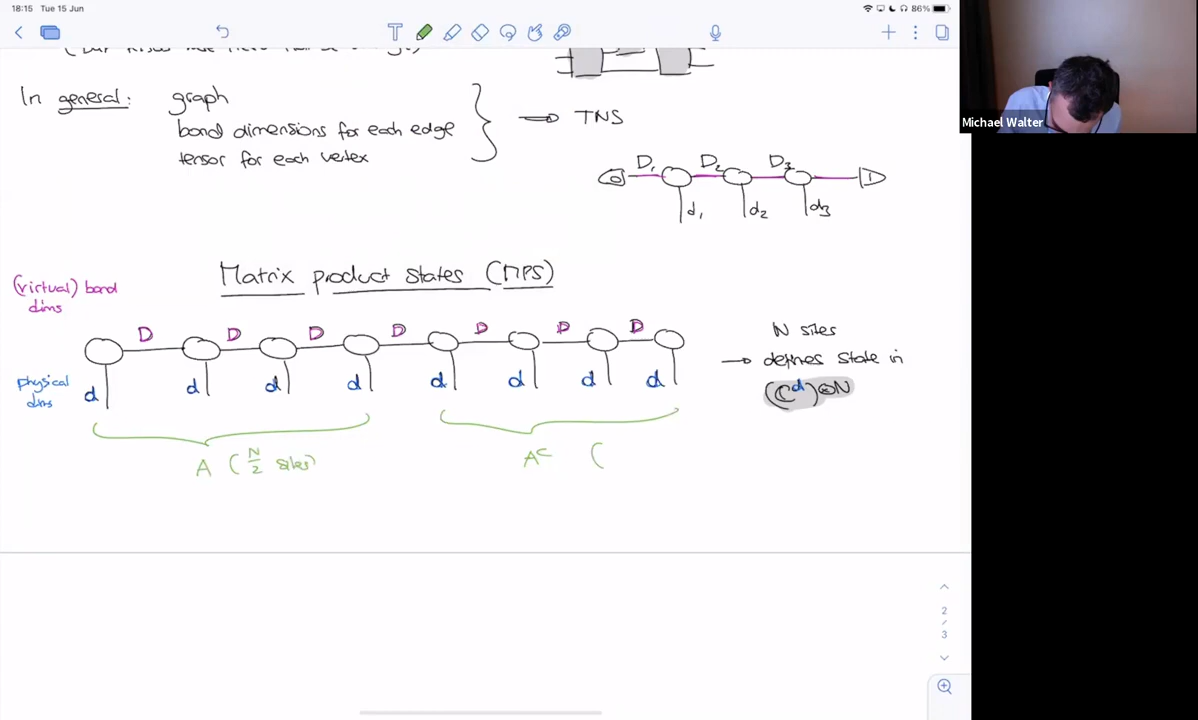 18:15 Tue 15 Jun
86%
In general: graph
bond dimensions for each edge
tensor for each vertex
→ TNS
D₁ D₂ D₃
d₁ d₂ d₃
Matrix product states (MPS)
(virtual) bond
dims
D D D D D D D
physical
dims
d d d d d d d d
N sites
→ defines state in
(ℂᵈ)⊗N
A (N/2 sites)
Aᶜ (
Michael Walter
2
/
3